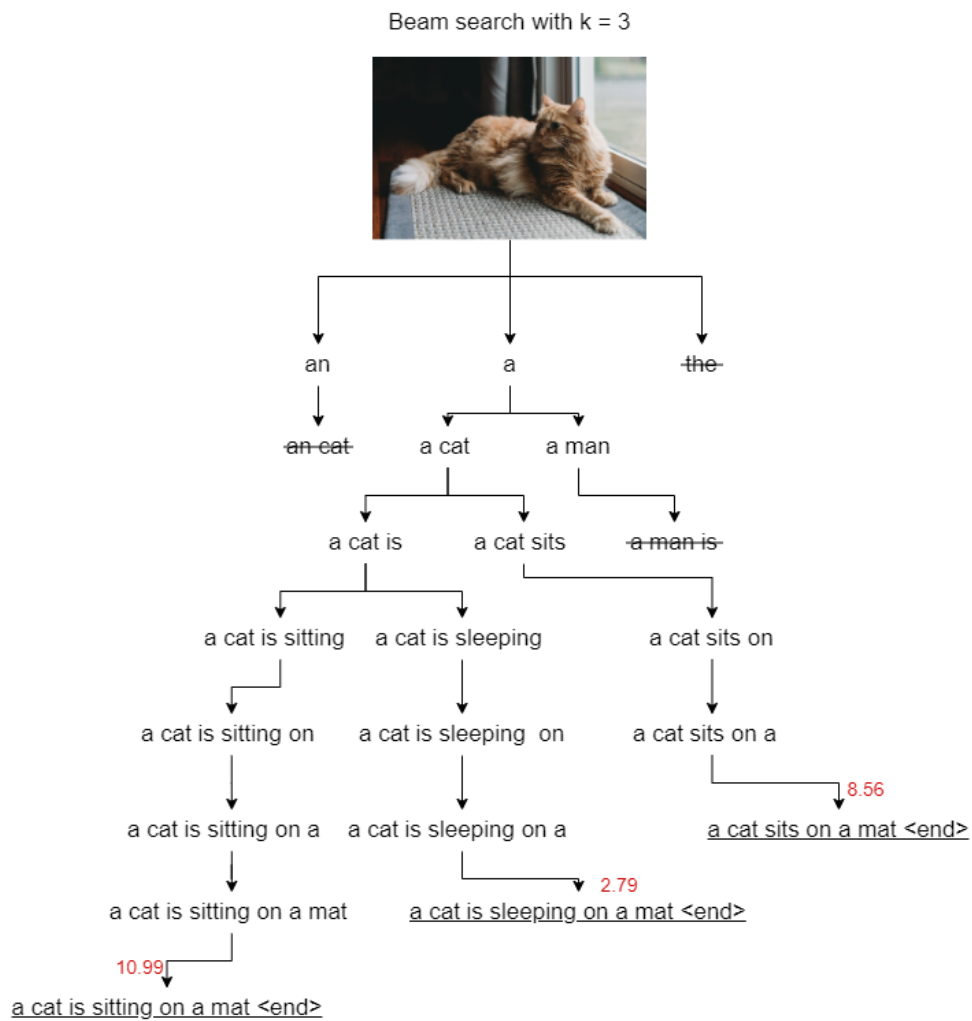 Beam search with k = 3
an
a
the
an cat
a cat
a man
a cat is
a cat sits
a man is
a cat is sitting
a cat is sleeping
a cat sits on
a cat is sitting on
a cat is sleeping  on
a cat sits on a
8.56
a cat is sitting on a
a cat is sleeping on a
a cat sits on a mat <end>
2.79
a cat is sitting on a mat
a cat is sleeping on a mat <end>
10.99
a cat is sitting on a mat <end>